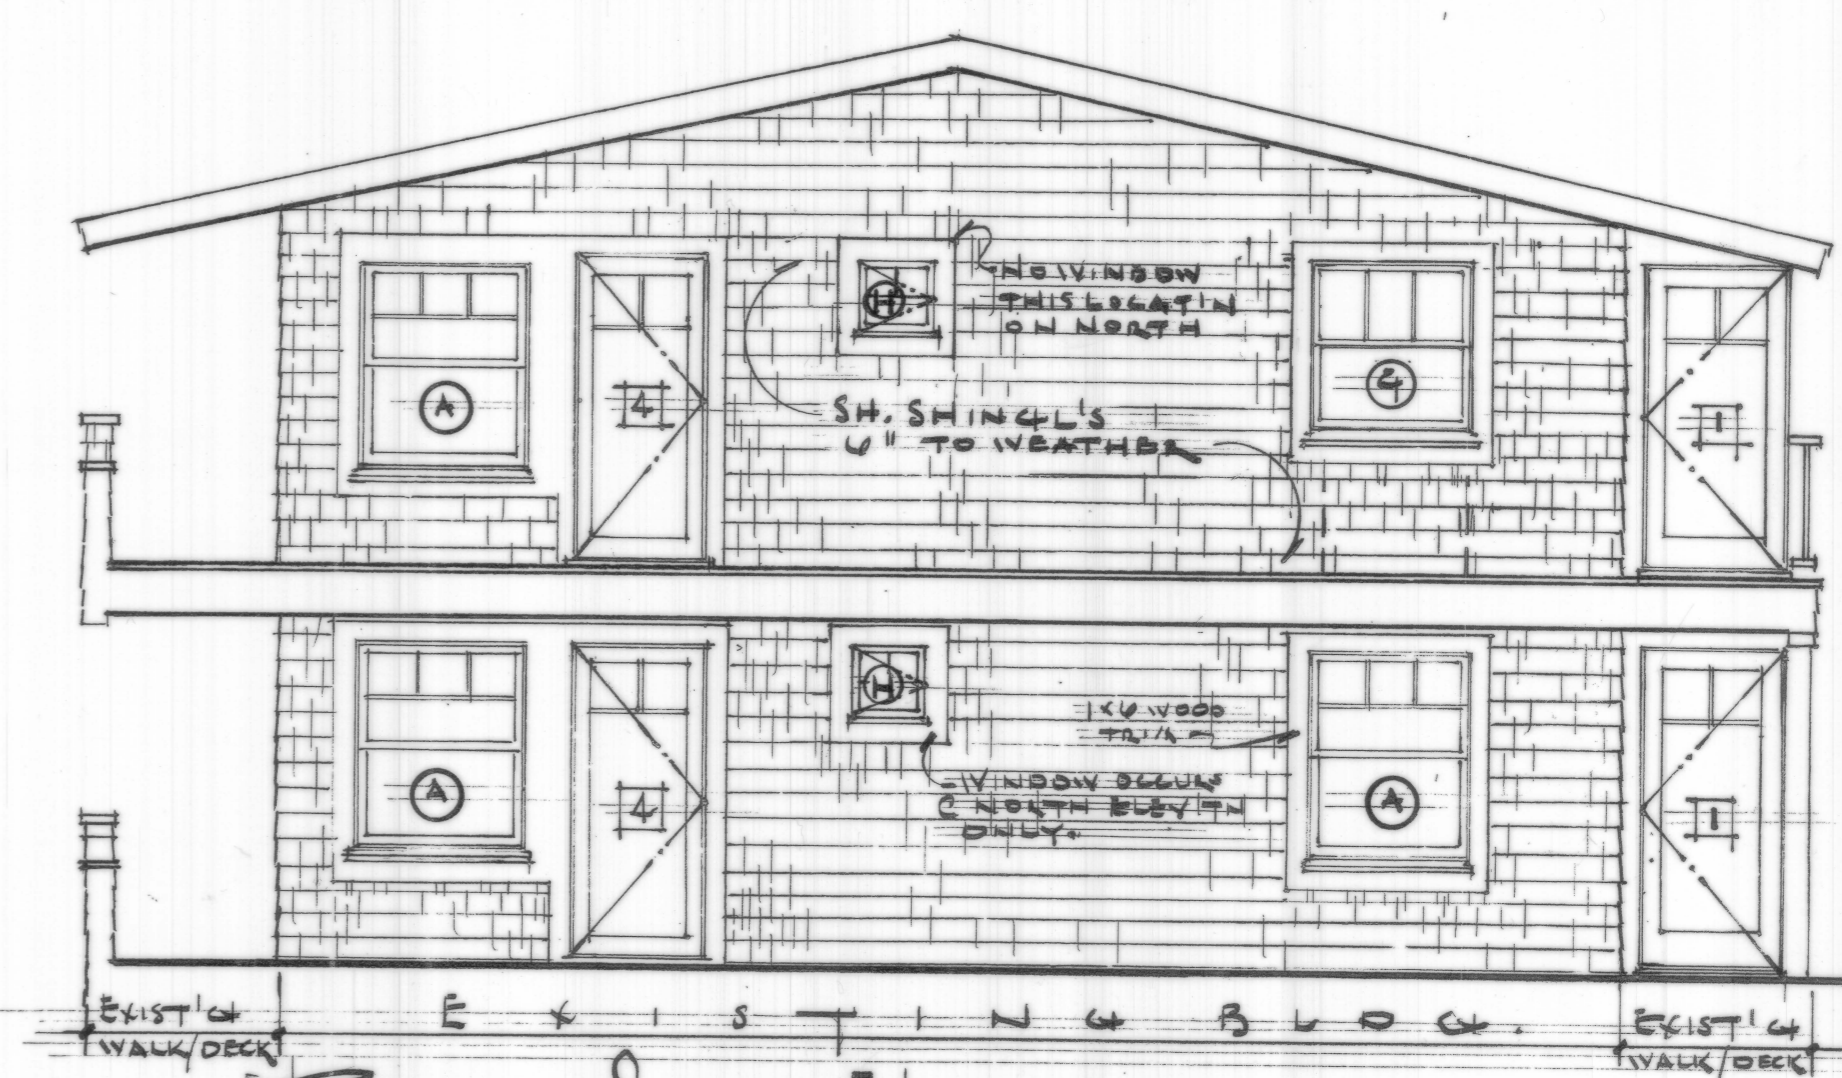 NO WINDOW
THIS LOCAT'N
ON NORTH
H
A
4
G
1
SH. SHINGL'S
6" TO WEATHER
H
1X6 WOOD
TRIM
A
4
WINDOW OCCURS
@ NORTH ELEV'TN
ONLY.
A
1
EXIST'G
WALK/DECK
EXISTING BLDG.
EXIST'G
WALK/DECK